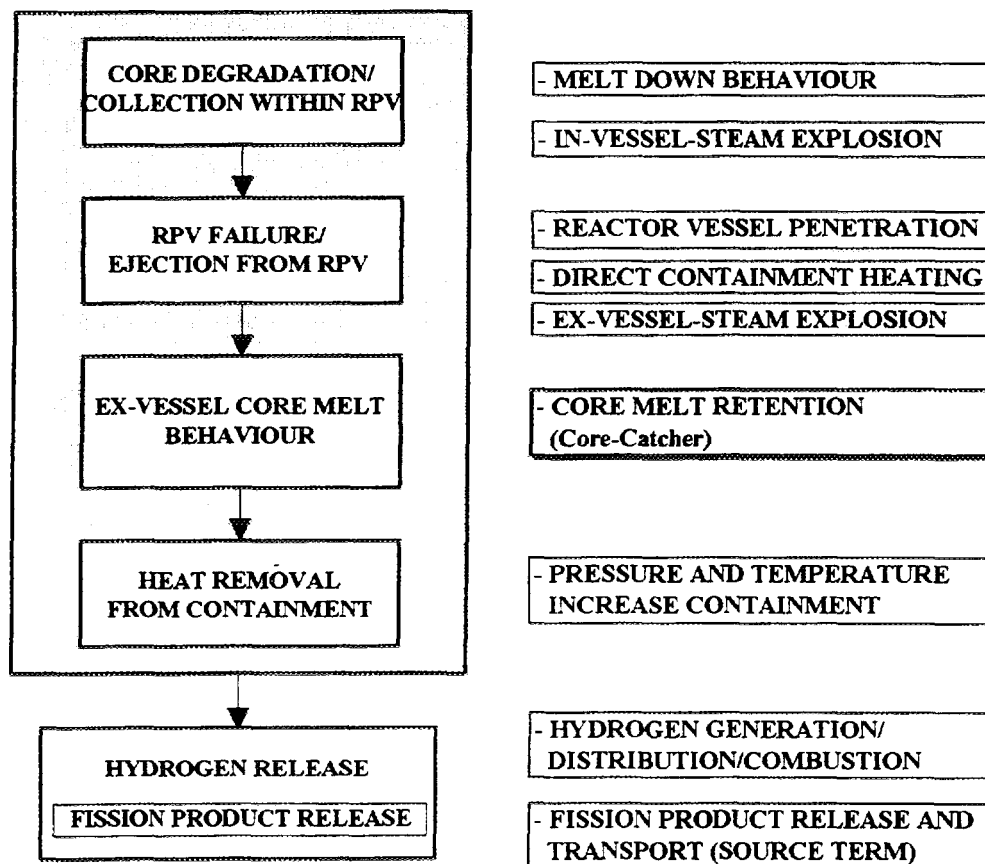 CORE DEGRADATION/
COLLECTION WITHIN RPV
- MELT DOWN BEHAVIOUR
- IN-VESSEL-STEAM EXPLOSION
RPV FAILURE/
EJECTION FROM RPV
- REACTOR VESSEL PENETRATION
- DIRECT CONTAINMENT HEATING
- EX-VESSEL-STEAM EXPLOSION
EX-VESSEL CORE MELT
BEHAVIOUR
- CORE MELT RETENTION
(Core-Catcher)
HEAT REMOVAL
FROM CONTAINMENT
- PRESSURE AND TEMPERATURE
INCREASE CONTAINMENT
HYDROGEN RELEASE
FISSION PRODUCT RELEASE
- HYDROGEN GENERATION/
DISTRIBUTION/COMBUSTION
- FISSION PRODUCT RELEASE AND
TRANSPORT (SOURCE TERM)